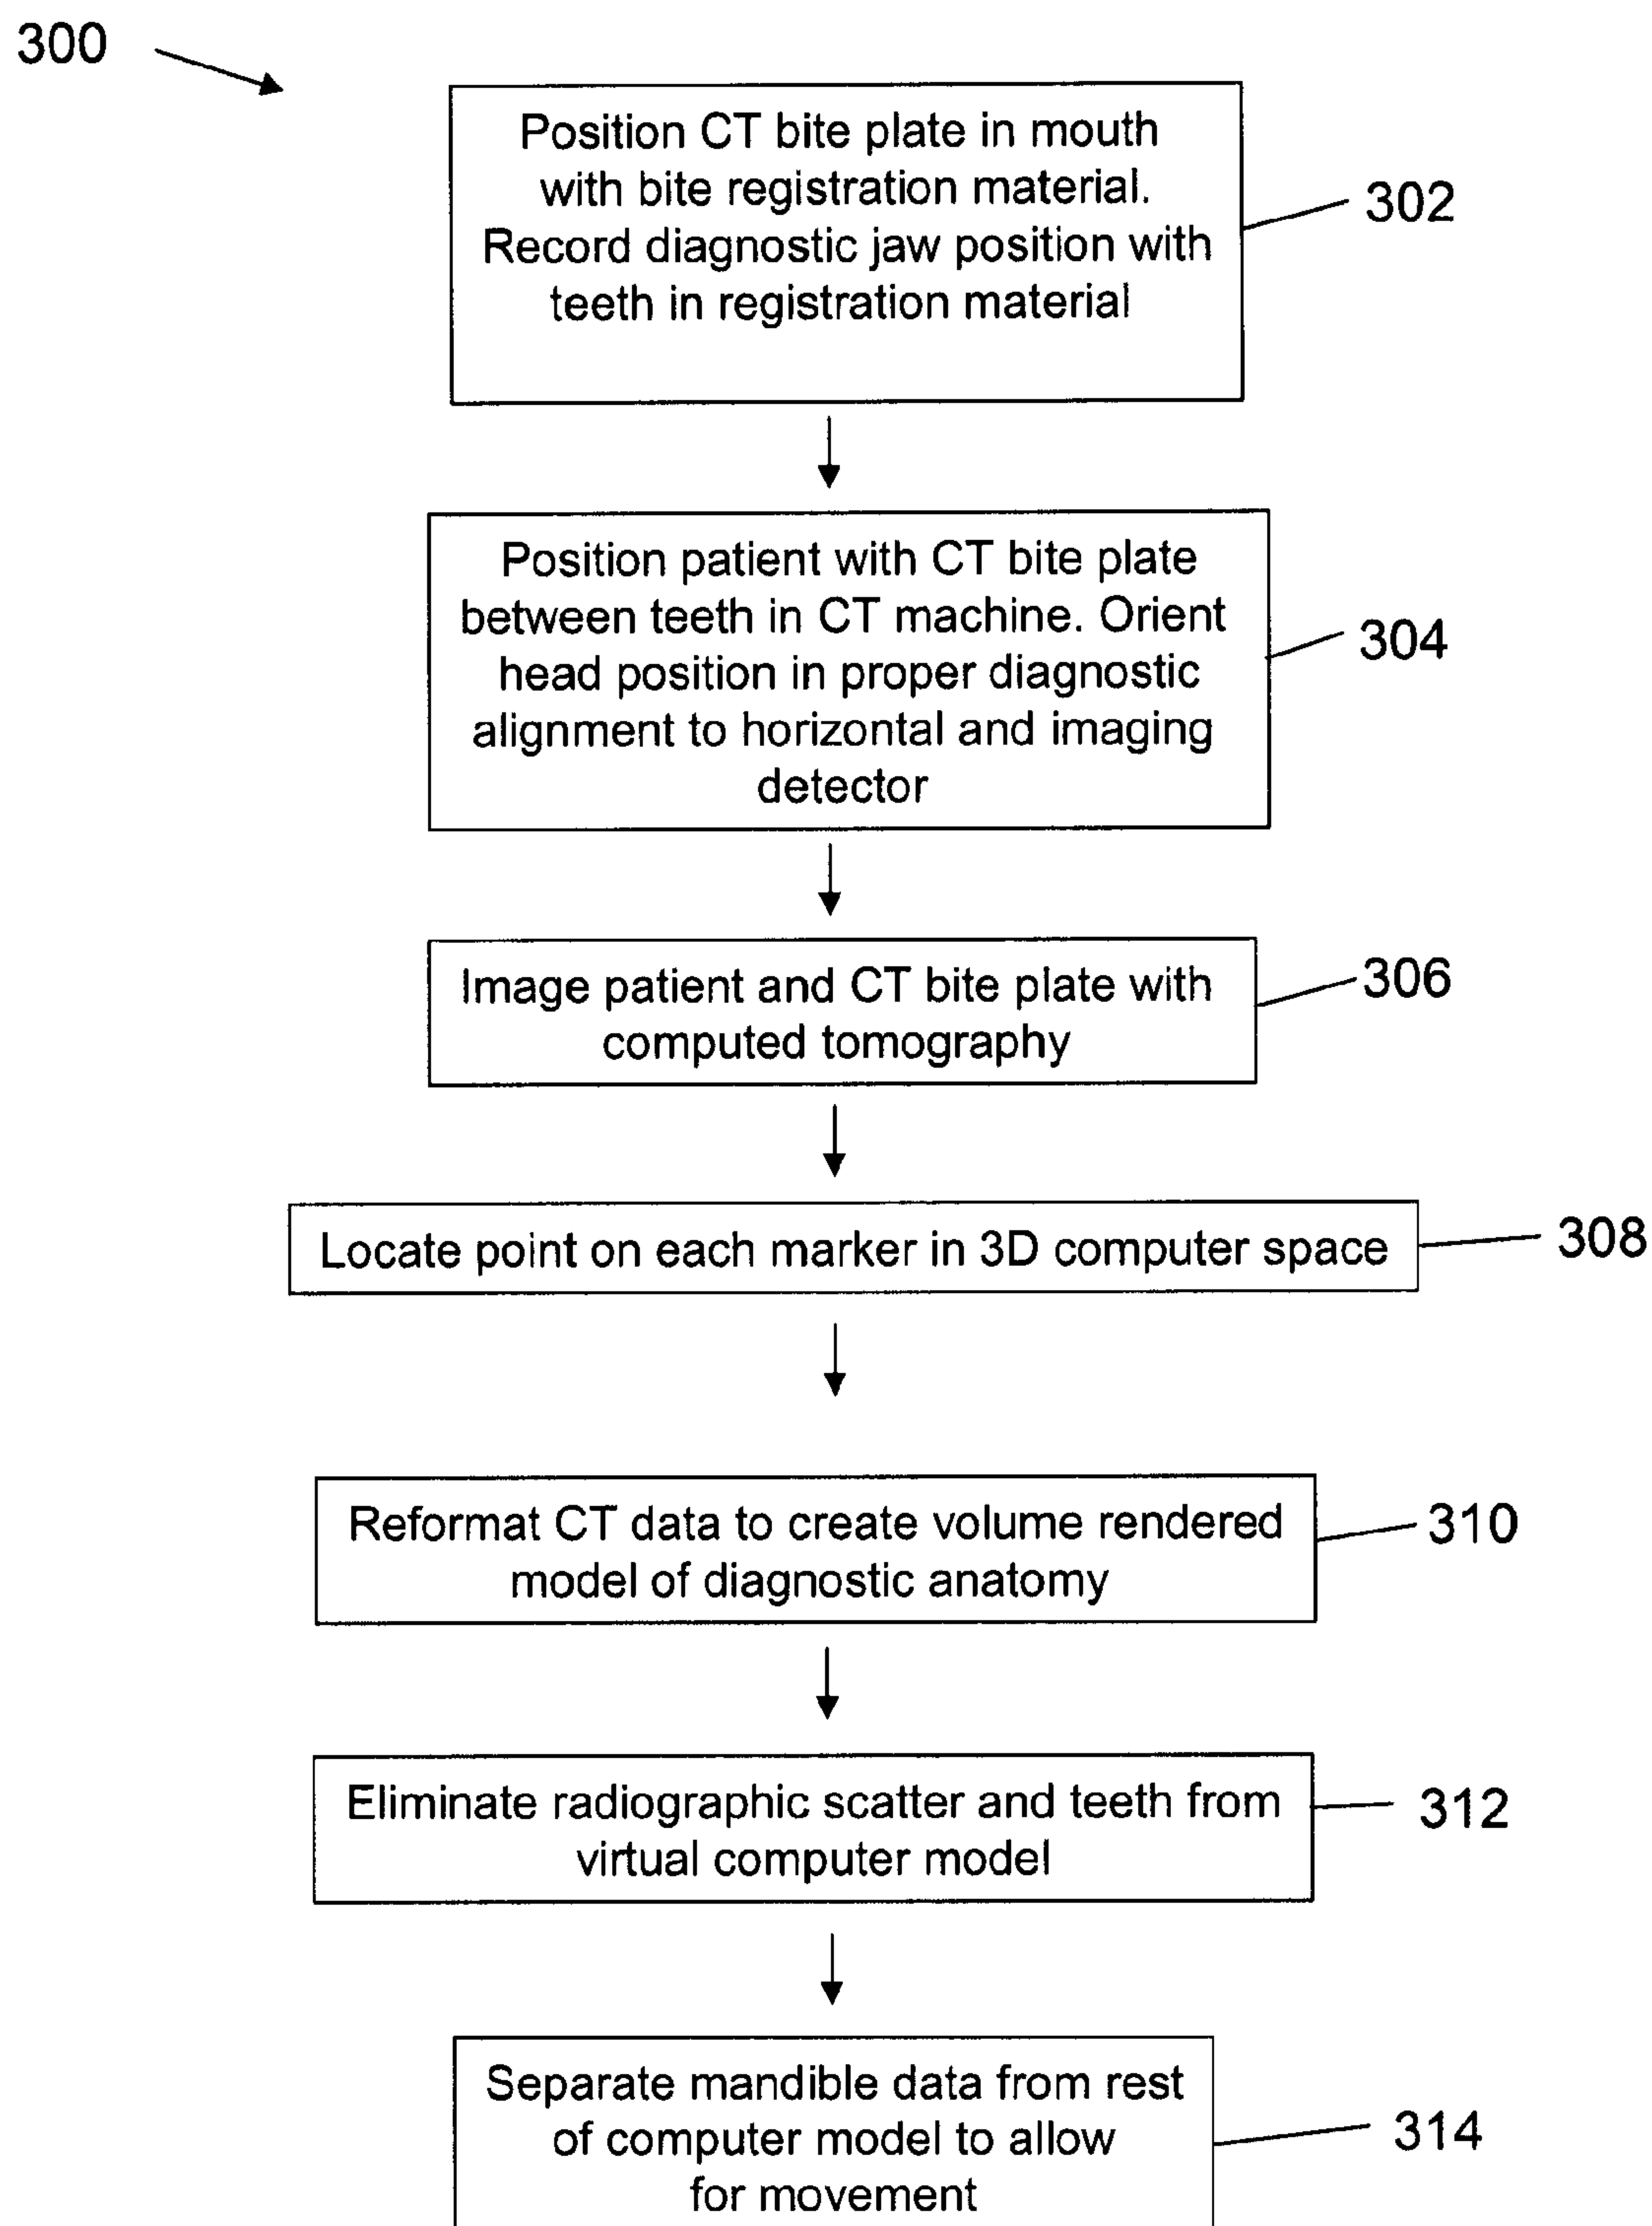 300
Position CT bite plate in mouth
with bite registration material.
Record diagnostic jaw position with
teeth in registration material
302
Position patient with CT bite plate
between teeth in CT machine. Orient
head position in proper diagnostic
alignment to horizontal and imaging
detector
304
Image patient and CT bite plate with
computed tomography
306
Locate point on each marker in 3D computer space
308
Reformat CT data to create volume rendered
model of diagnostic anatomy
310
Eliminate radiographic scatter and teeth from
virtual computer model
312
Separate mandible data from rest
of computer model to allow
for movement
314